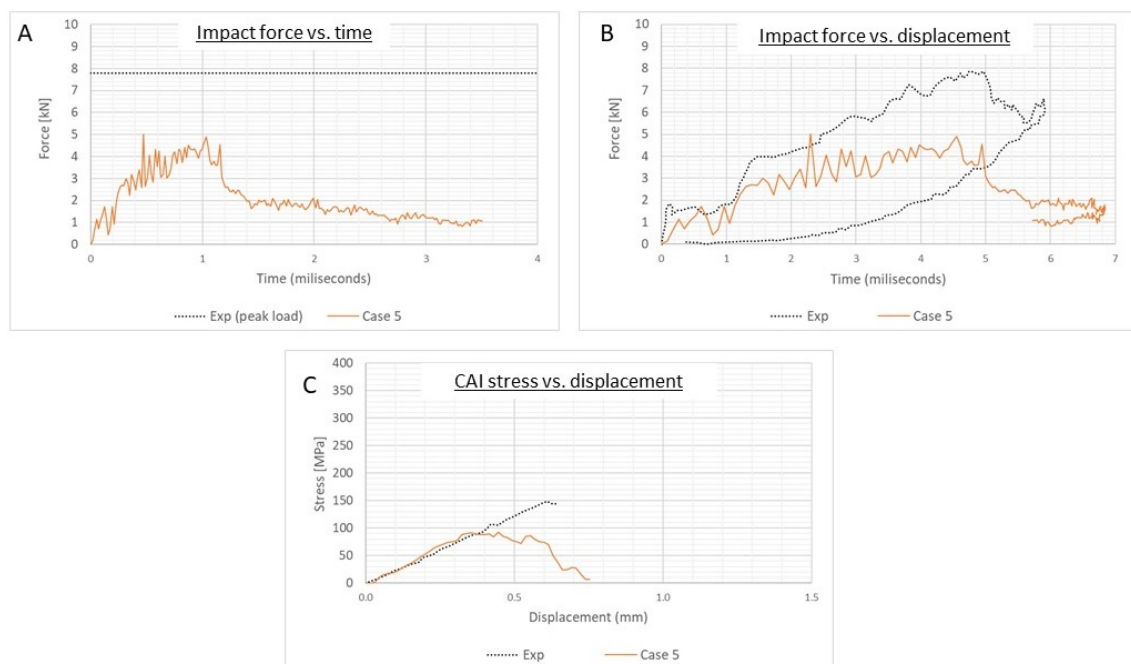 A
Impact force vs. time
10
9
8
7
6
5
4
3
2
1
0
Force [kN]
0 1 2 3 4
Time (miliseconds)
Exp (peak load) Case 5
B
Impact force vs. displacement
10
9
8
7
6
5
4
3
2
1
0
Force [kN]
0 1 2 3 4 5 6 7
Time (miliseconds)
Exp Case 5
C
CAI stress vs. displacement
400
350
300
250
200
150
100
50
0
Stress [MPa]
0.0 0.5 1.0 1.5
Displacement (mm)
Exp Case 5